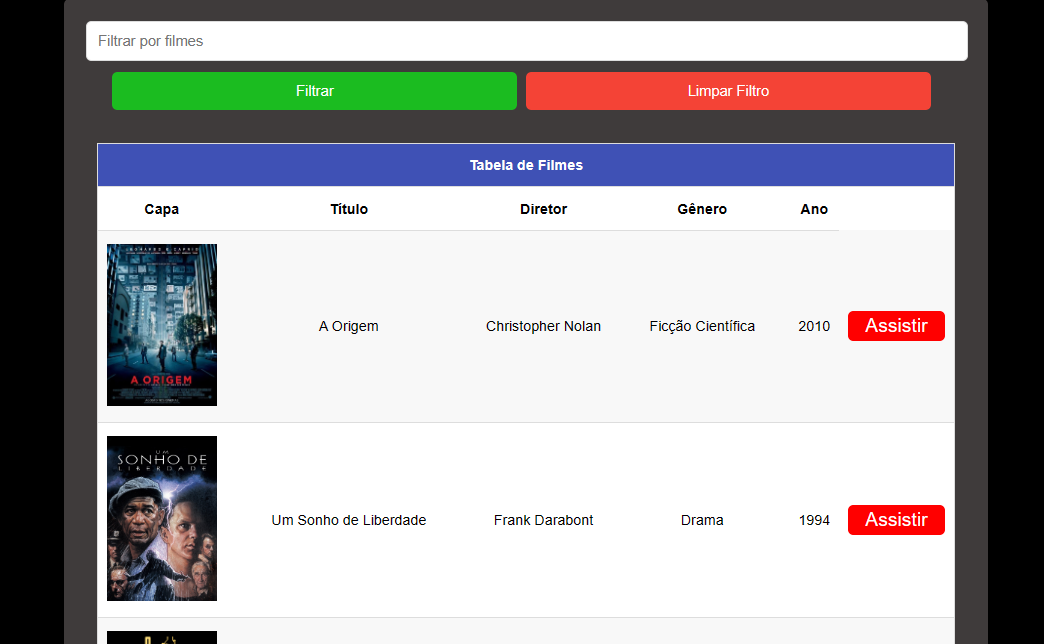 Filtrar por filmes
Filtrar Limpar Filtro
Tabela de Filmes
Capa Título Diretor Gênero Ano
A ORIGEM
A Origem Christopher Nolan Ficção Científica 2010 Assistir
UM
SONHO DE
LIBERDADE
Um Sonho de Liberdade Frank Darabont Drama 1994 Assistir